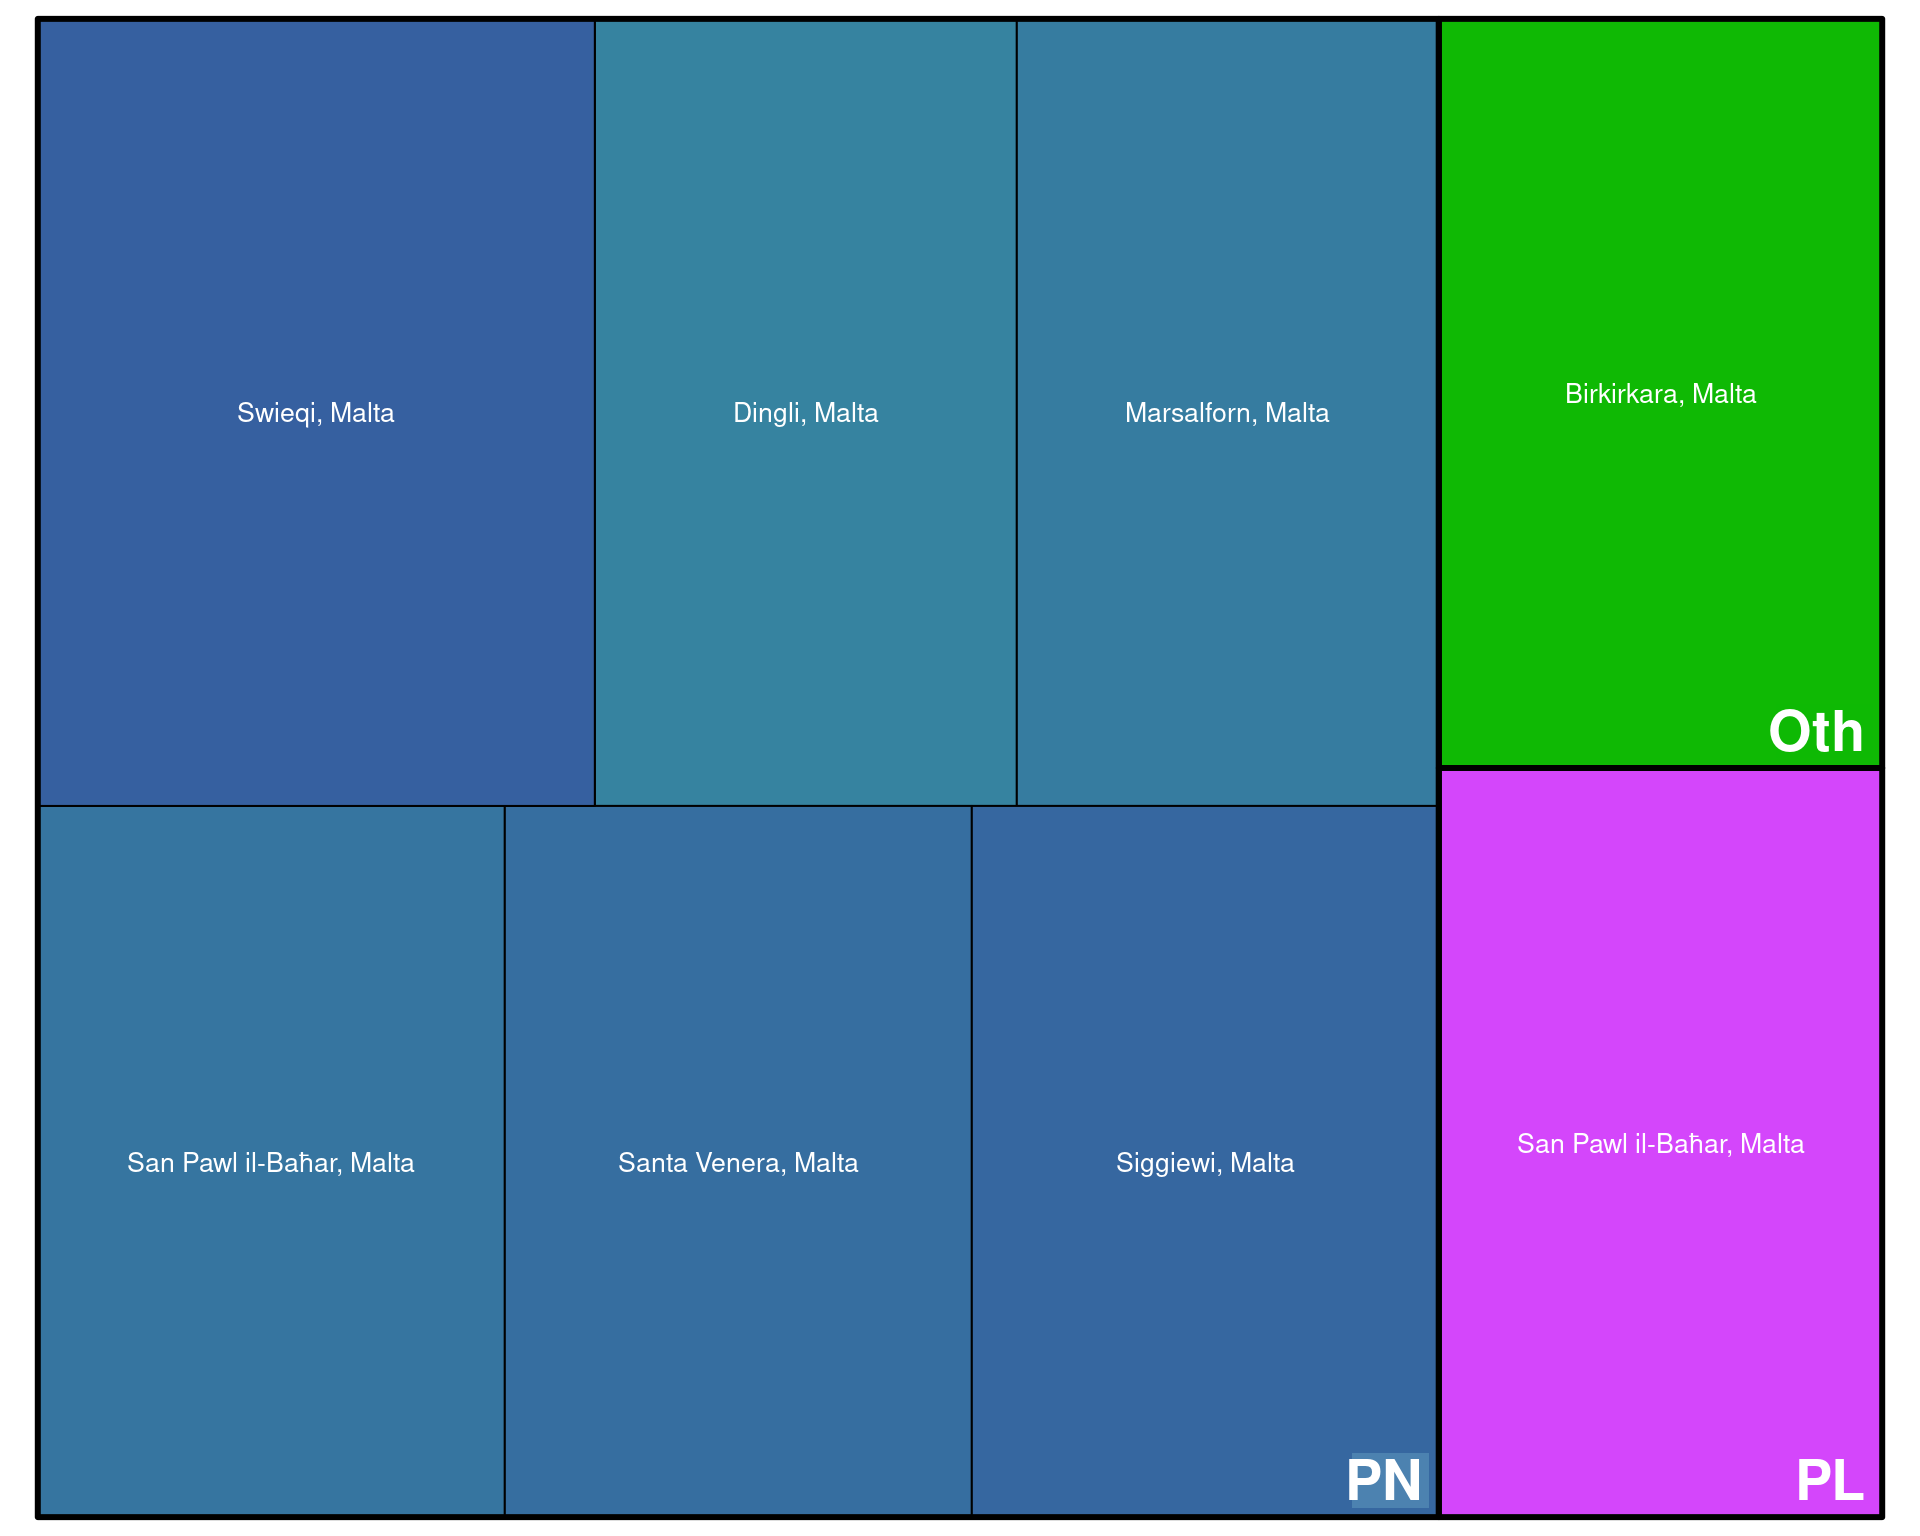 Swieqi, Malta
Dingli, Malta
Marsalforn, Malta
Birkirkara, Malta
Oth
San Pawl il-Baħar, Malta
Santa Venera, Malta
Siggiewi, Malta
PN
San Pawl il-Baħar, Malta
PL